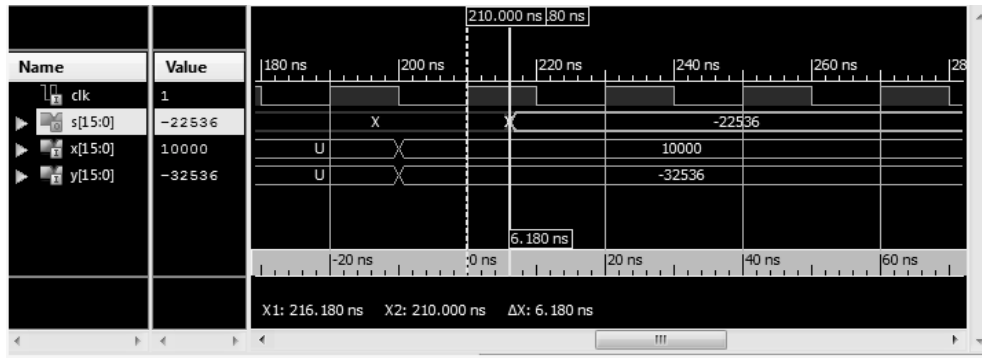 210.000 ns .80 ns
Name Value
180 ns 200 ns 220 ns 240 ns 260 ns 28
clk 1
s[15:0] -22536 X -22536
x[15:0] 10000 U 10000
y[15:0] -32536 U -32536
6.180 ns
-20 ns 0 ns 20 ns 40 ns 60 ns
X1: 216.180 ns X2: 210.000 ns ΔX: 6.180 ns